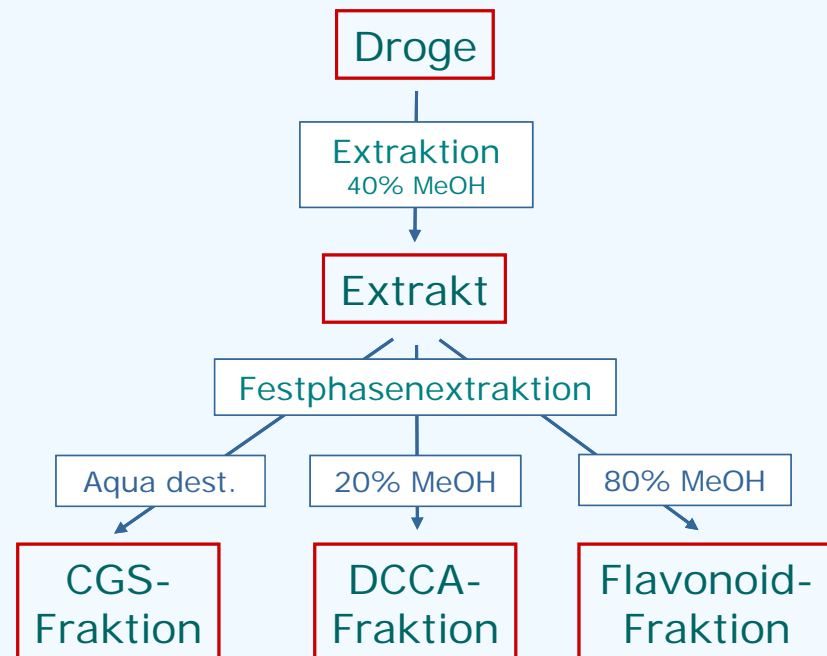 Droge
Extraktion
40% MeOH
Extrakt
Festphasenextraktion
Aqua dest.
20% MeOH
80% MeOH
CGS-
Fraktion
DCCA-
Fraktion
Flavonoid-
Fraktion